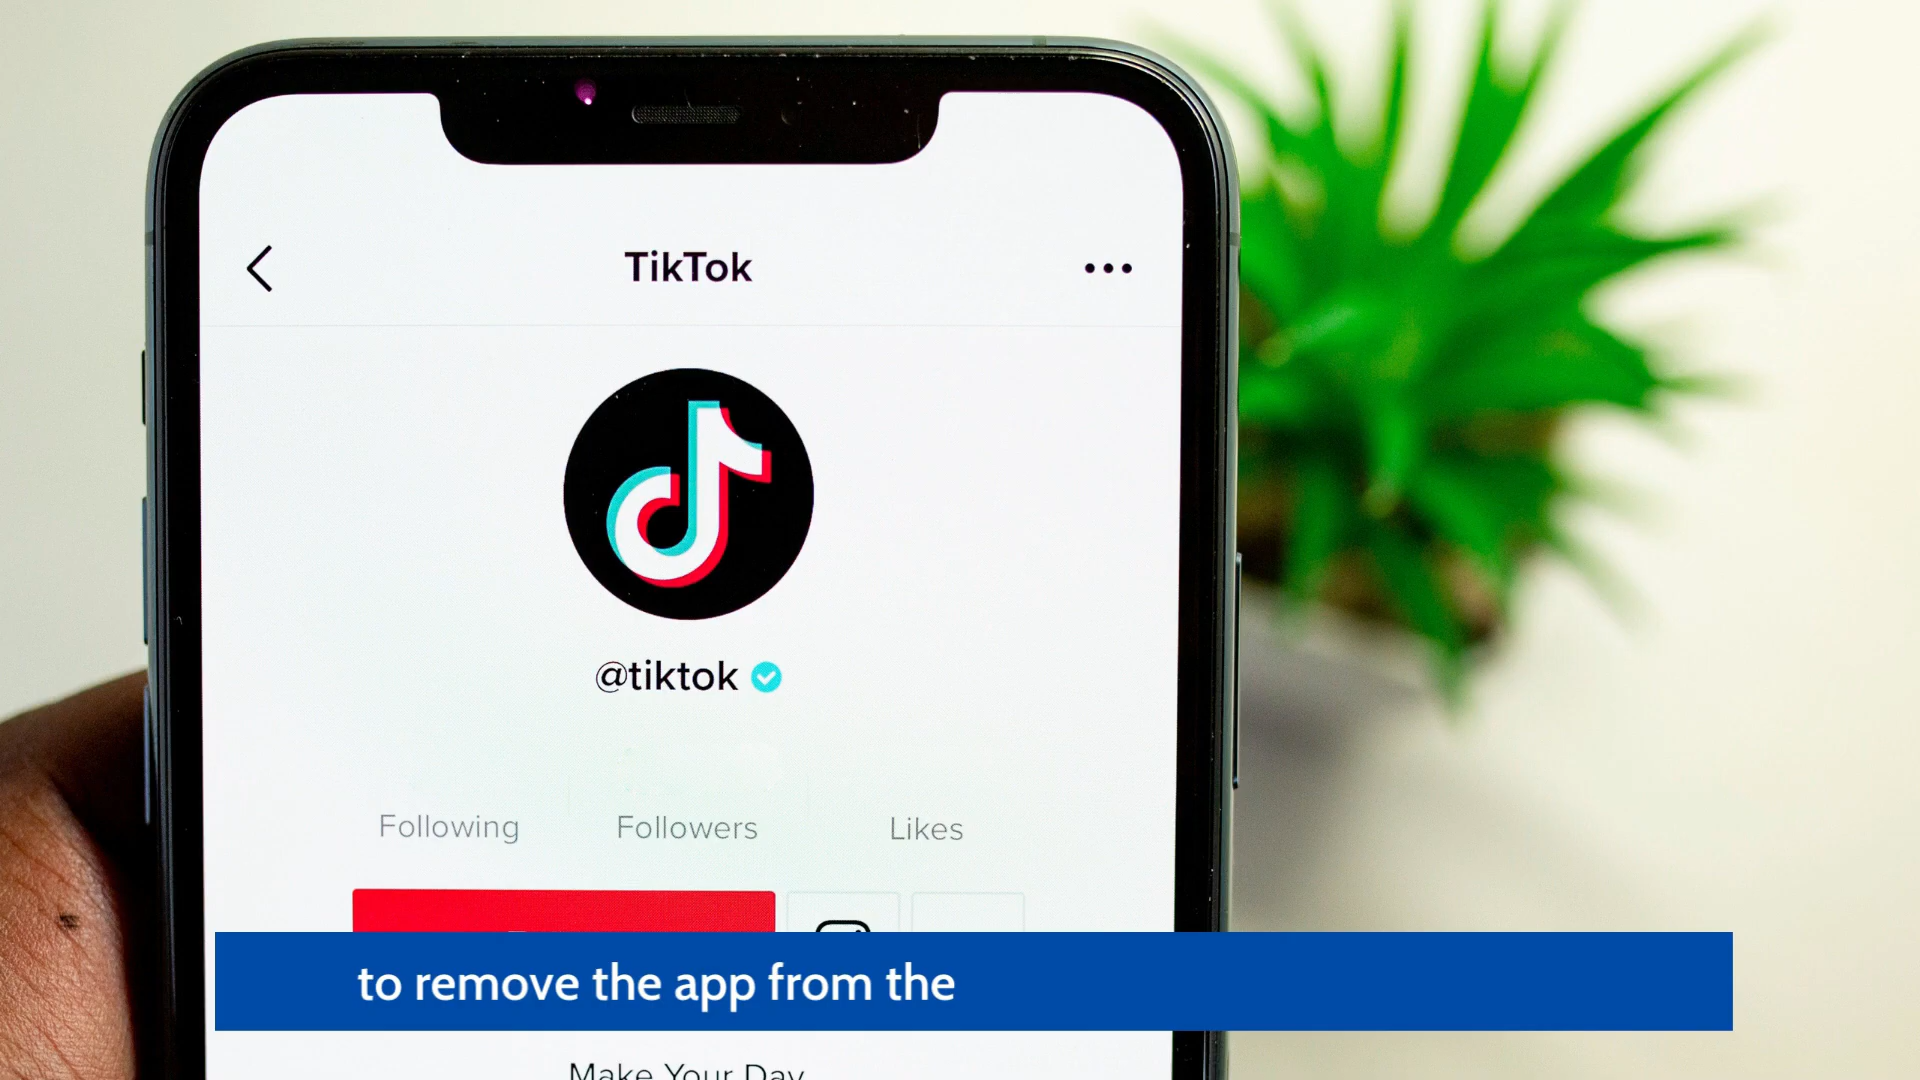 TikTok
@tiktok
Following Followers Likes
to remove the app from the
Make Your Day